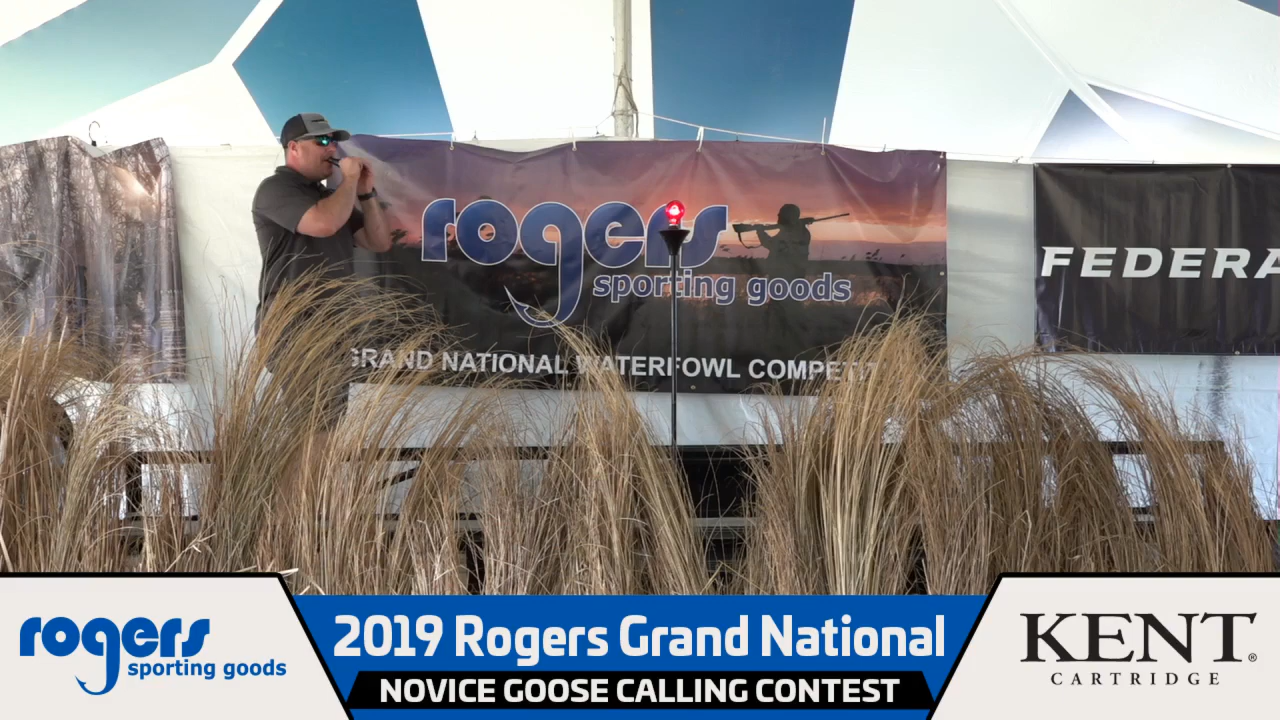 rogers
sporting goods
GRAND NATIONAL WATERFOWL COMPETI
FEDERA
rogers
sporting goods
2019 Rogers Grand National
NOVICE GOOSE CALLING CONTEST
KENT®
CARTRIDGE